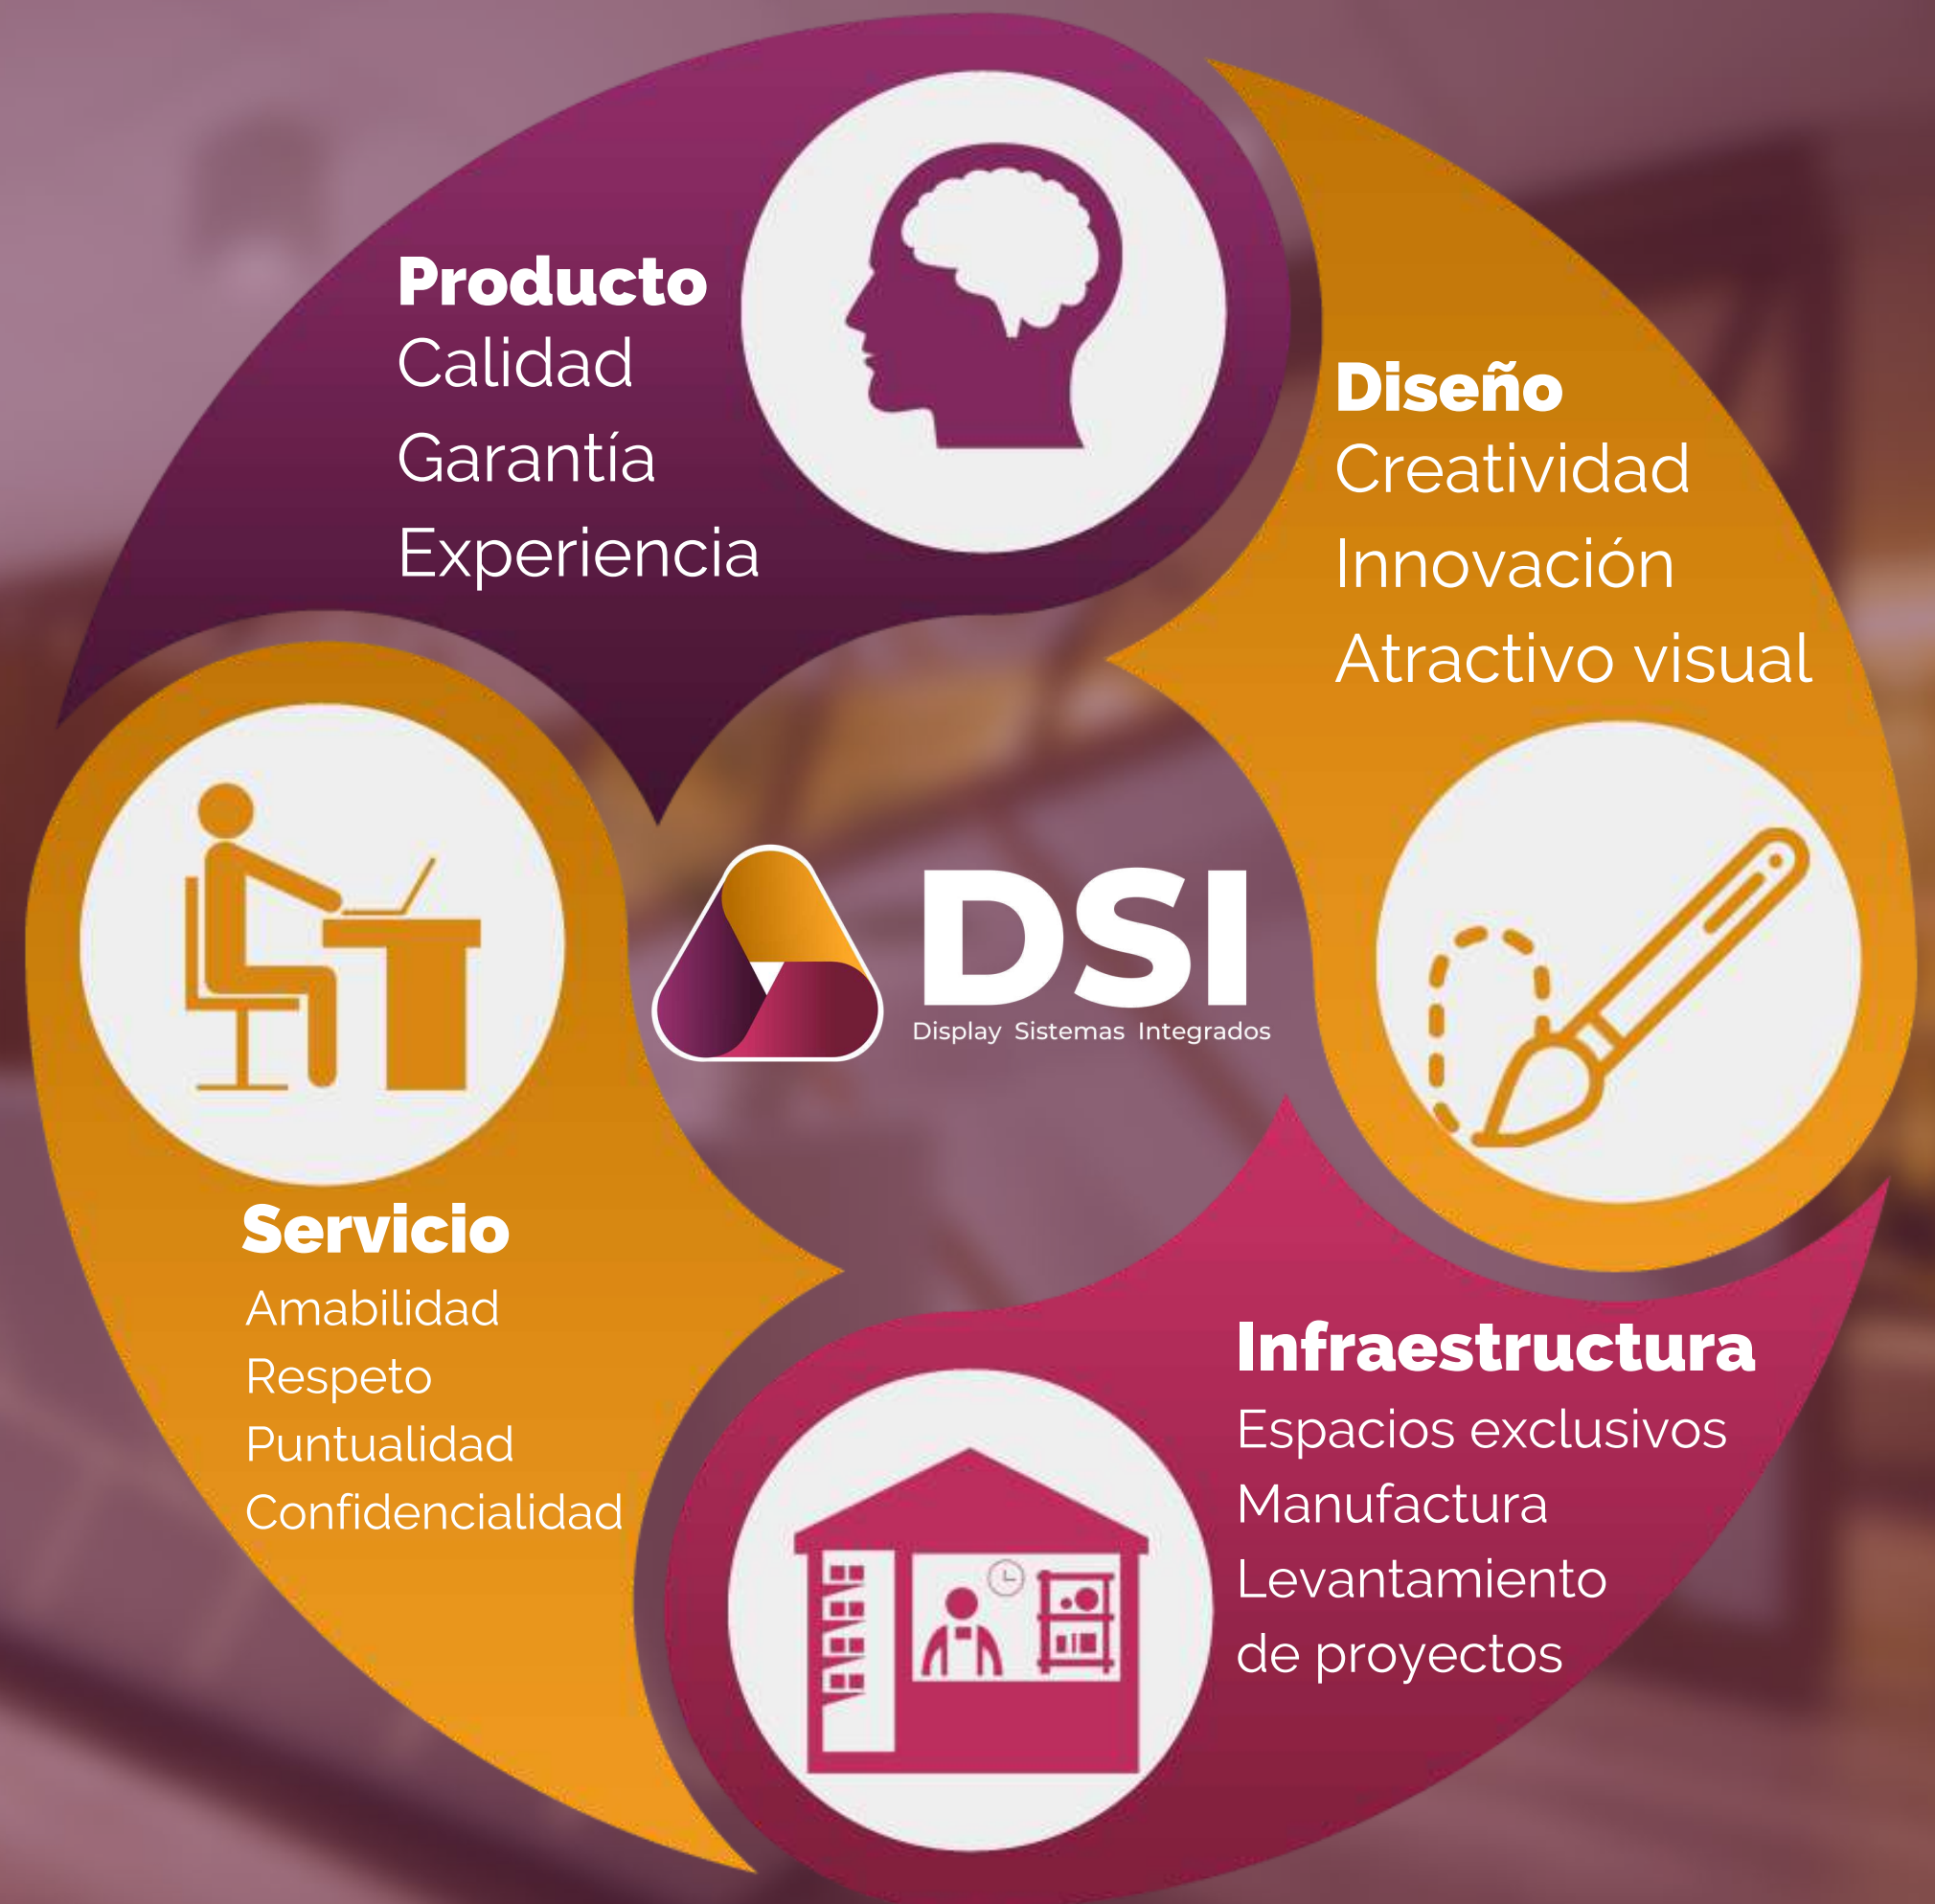 Producto
Calidad
Garantía
Experiencia
Diseño
Creatividad
Innovación
Atractivo visual
DSI
Display Sistemas Integrados
Servicio
Amabilidad
Respeto
Puntualidad
Confidencialidad
Infraestructura
Espacios exclusivos
Manufactura
Levantamiento
de proyectos